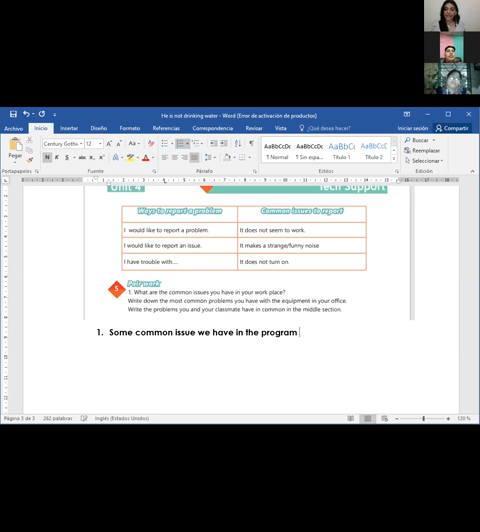 He is not drinking water - Word (Error de activación de productos)
Archivo Inicio Insertar Diseño Formato Referencias Correspondencia Revisar Vista ¿Qué desea hacer? Iniciar sesión Compartir
Pegar
Century Gothi 12
N K S abc
AaBbCcDc AaBbCcDc AaBbCc AaBbCcC
¶ Normal ¶ Sin espa... Título 1 Título 2
Buscar
Reemplazar
Seleccionar
Portapapeles Fuente Párrafo Estilos Edición
Unit 4 Tech Support
Ways to report a problem Common issues to report
I would like to report a problem. It does not seem to work.
I would like to report an issue. It makes a strange/funny noise
I have trouble with.... It does not turn on.
5 Pair work
1. What are the common issues you have in your work place?
Write down the most common problems you have with the equipment in your office.
Write the problems you and your classmate have in common in the middle section.
1. Some common issue we have in the program
Página 3 de 3 262 palabras Inglés (Estados Unidos) 120 %